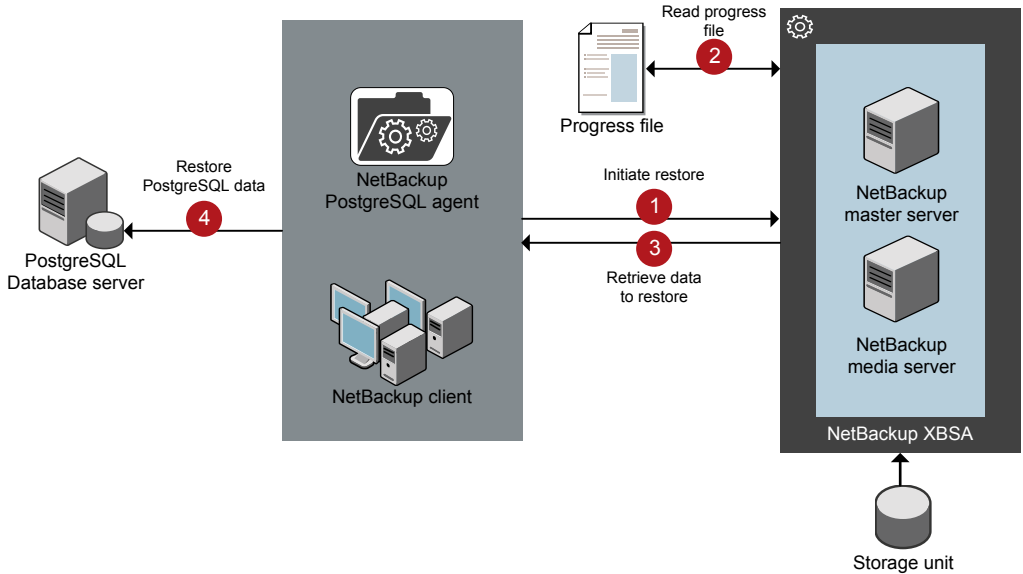 Read progress
file
2
Progress file
NetBackup
PostgreSQL agent
Restore
PostgreSQL data
4
PostgreSQL
Database server
Initiate restore
1
3
Retrieve data
to restore
NetBackup
master server
NetBackup
media server
NetBackup client
NetBackup XBSA
Storage unit